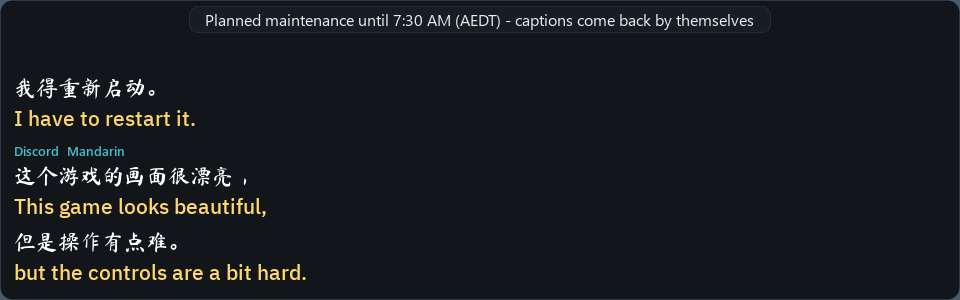 Planned maintenance until 7:30 AM (AEDT) - captions come back by themselves
我得重新启动。
I have to restart it.
Discord Mandarin
这个游戏的画面很漂亮，
This game looks beautiful,
但是操作有点难。
but the controls are a bit hard.